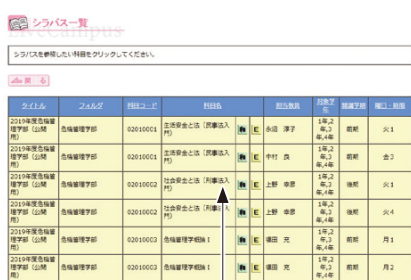 シラバス一覧
Live Campus
シラバスを参照したい科目をクリックしてください。
戻 る
タイトル フォルダ 科目コード 科目名 担当教員 対象学年 開講学期 曜日・時限
2019年度危機管理学部（公開用） 危機管理学部 02010001 生活安全と法（民事法入門） E 永沼 淳子 1年,2年,3年,4年 前期 火1
2019年度危機管理学部（公開用） 危機管理学部 02010001 生活安全と法（民事法入門） E 中村 良 1年,2年,3年,4年 前期 金3
2019年度危機管理学部（公開用） 危機管理学部 02010002 社会安全と法（刑事法入門） E 上野 幸彦 1年,2年,3年,4年 後期 火1
2019年度危機管理学部（公開用） 危機管理学部 02010002 社会安全と法（刑事法入門） E 上野 幸彦 1年,2年,3年,4年 後期 火4
2019年度危機管理学部（公開用） 危機管理学部 02010003 危機管理学概論Ⅰ E 福田 充 1年,2年,3年,4年 前期 月1
2019年度危機管理学部（公開用） 危機管理学部 02010003 危機管理学概論Ⅰ E 福田 充 1年,2年,3年,4年 前期 月2